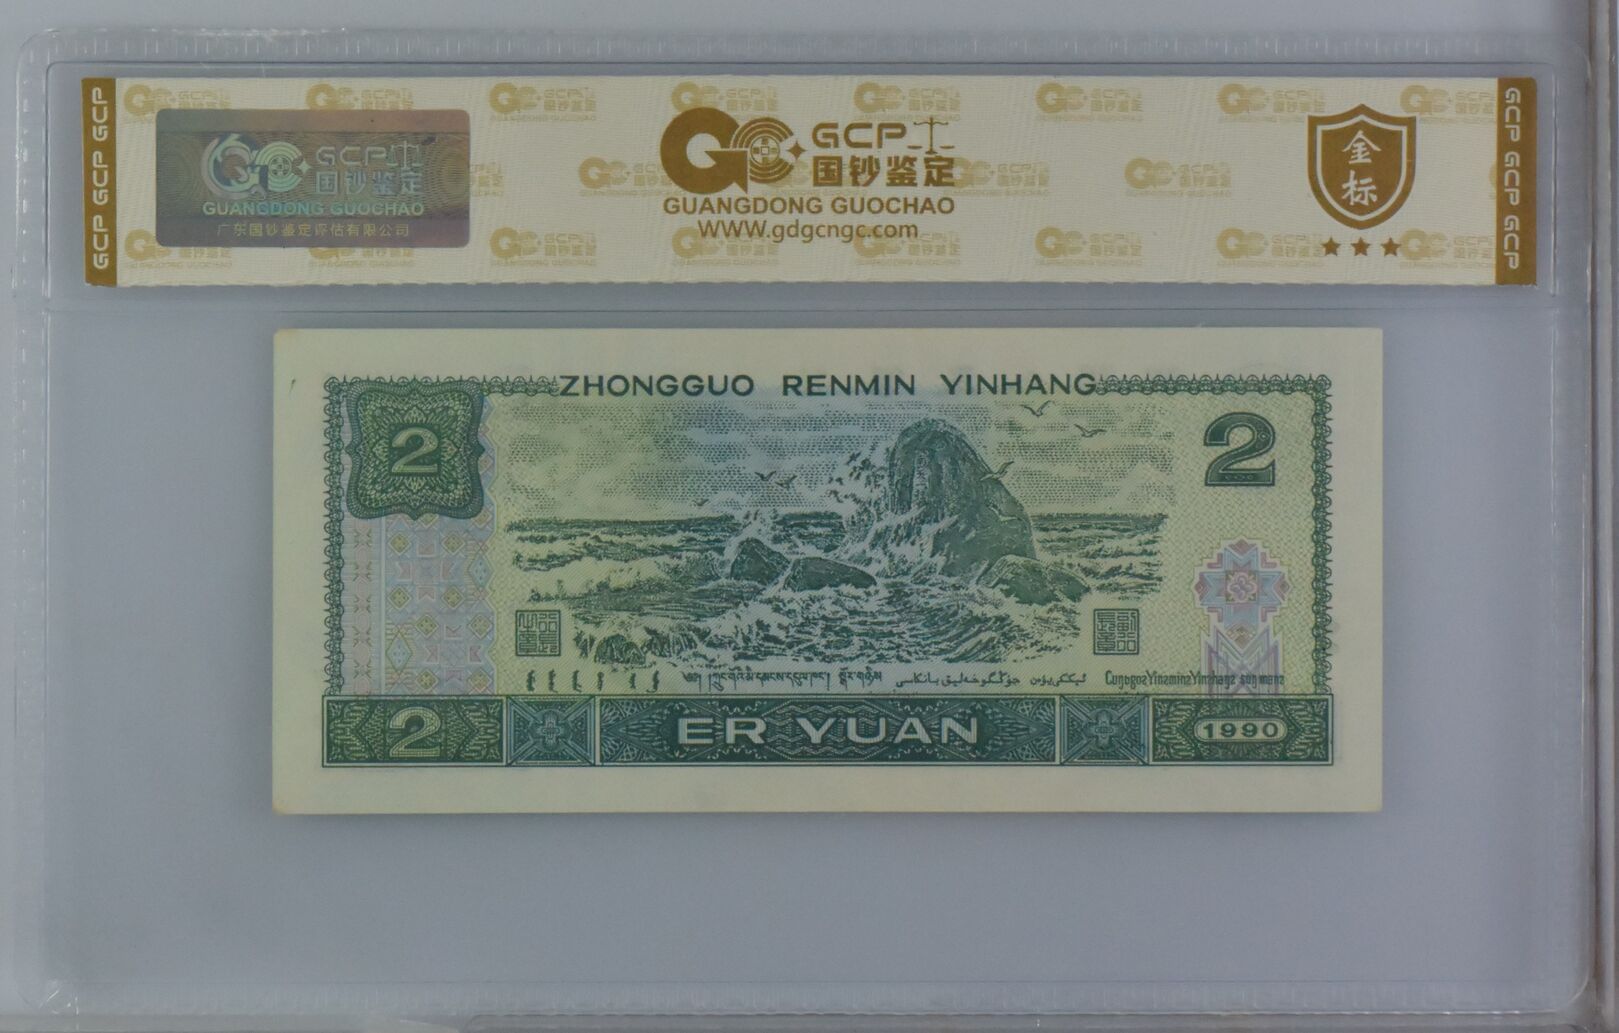 GCP GCP GCP
GCP
国钞鉴定
GUANGDONG GUOCHAO
广东国钞鉴定评估有限公司
GCP
国钞鉴定
GUANGDONG GUOCHAO
WWW.gdgcngc.com
金标
GCP GCP GCP
ZHONGGUO RENMIN YINHANG
2
2
2
ER YUAN
1990